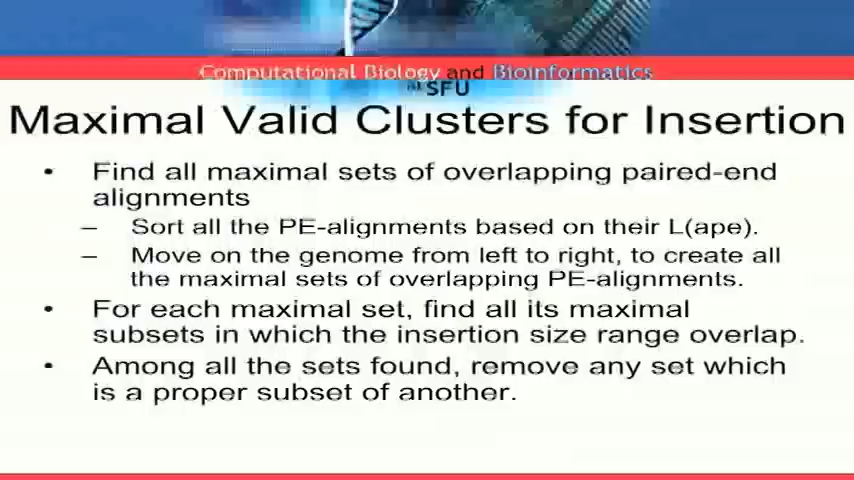 Computational Biology and Bioinformatics
at SFU
Maximal Valid Clusters for Insertion
• Find all maximal sets of overlapping paired-end
alignments
– Sort all the PE-alignments based on their L(ape).
– Move on the genome from left to right, to create all
the maximal sets of overlapping PE-alignments.
• For each maximal set, find all its maximal
subsets in which the insertion size range overlap.
• Among all the sets found, remove any set which
is a proper subset of another.